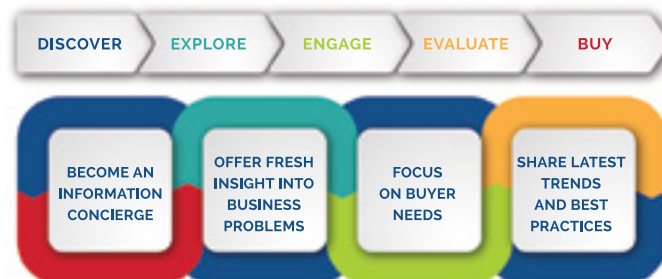 DISCOVER EXPLORE ENGAGE EVALUATE BUY
BECOME AN
INFORMATION
CONCIERGE
OFFER FRESH
INSIGHT INTO
BUSINESS
PROBLEMS
FOCUS
ON BUYER
NEEDS
SHARE LATEST
TRENDS
AND BEST
PRACTICES